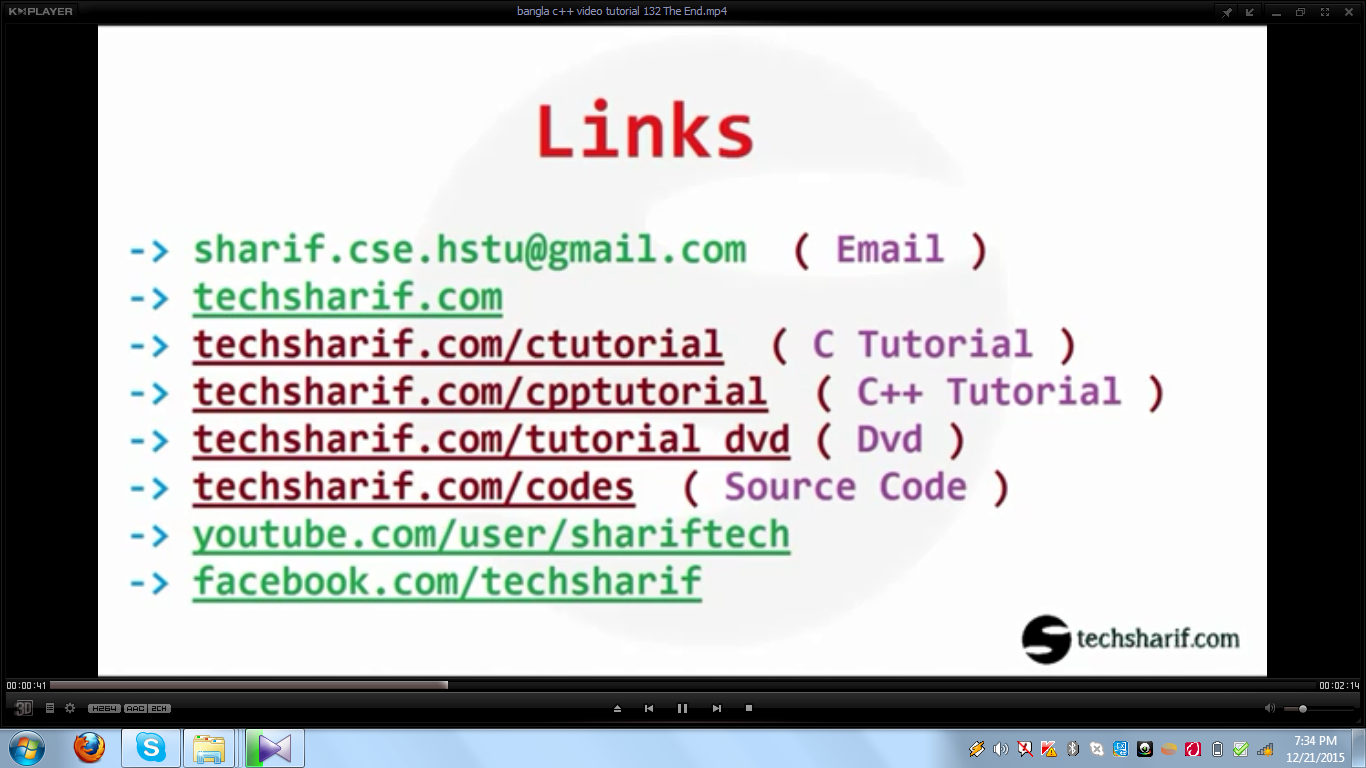 K-MPLAYER
bangla c++ video tutorial 132 The End.mp4
Links
-> sharif.cse.hstu@gmail.com ( Email )
-> techsharif.com
-> techsharif.com/ctutorial ( C Tutorial )
-> techsharif.com/cpptutorial ( C++ Tutorial )
-> techsharif.com/tutorial_dvd ( Dvd )
-> techsharif.com/codes ( Source Code )
-> youtube.com/user/shariftech
-> facebook.com/techsharif
techsharif.com
00:00:41
00:02:14
3D H264 AAC 2CH
7:34 PM
12/21/2015